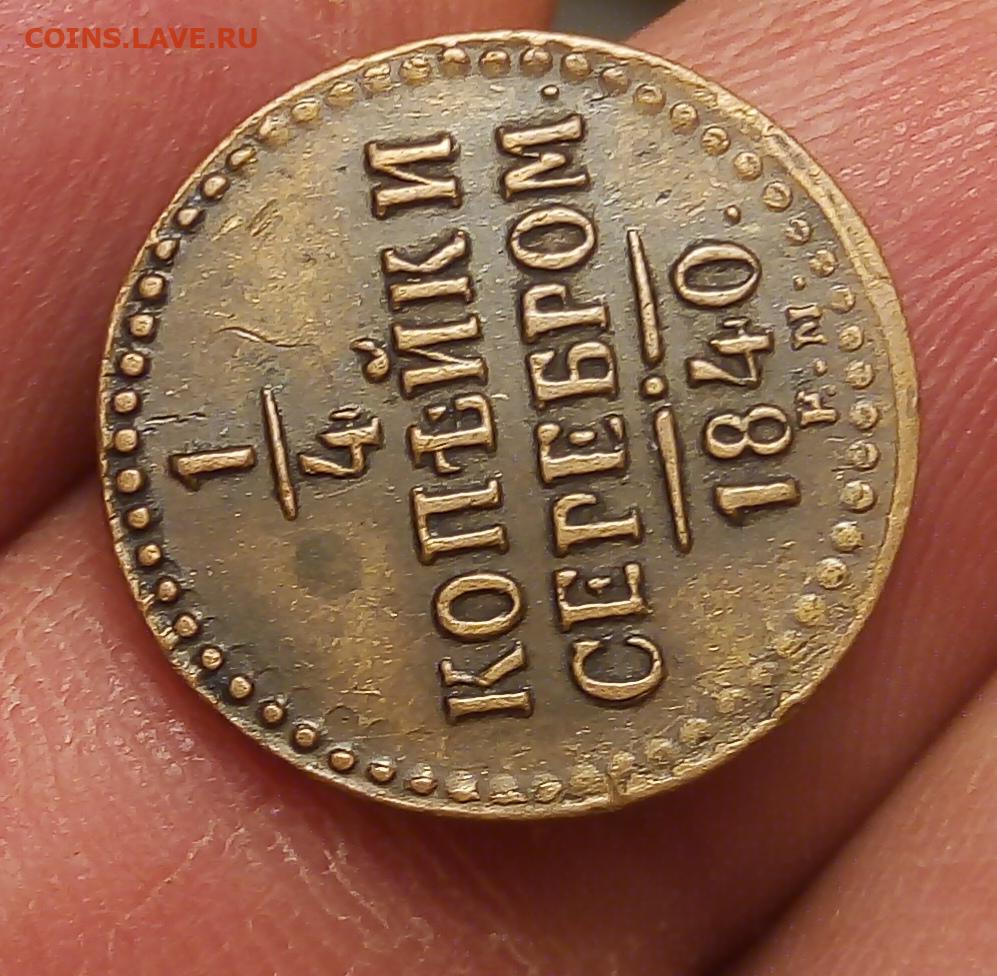 COINS.LAVE.RU
1/4
КОПѢЙКИ
СЕРЕБРОМ.
1840.
Е.М.